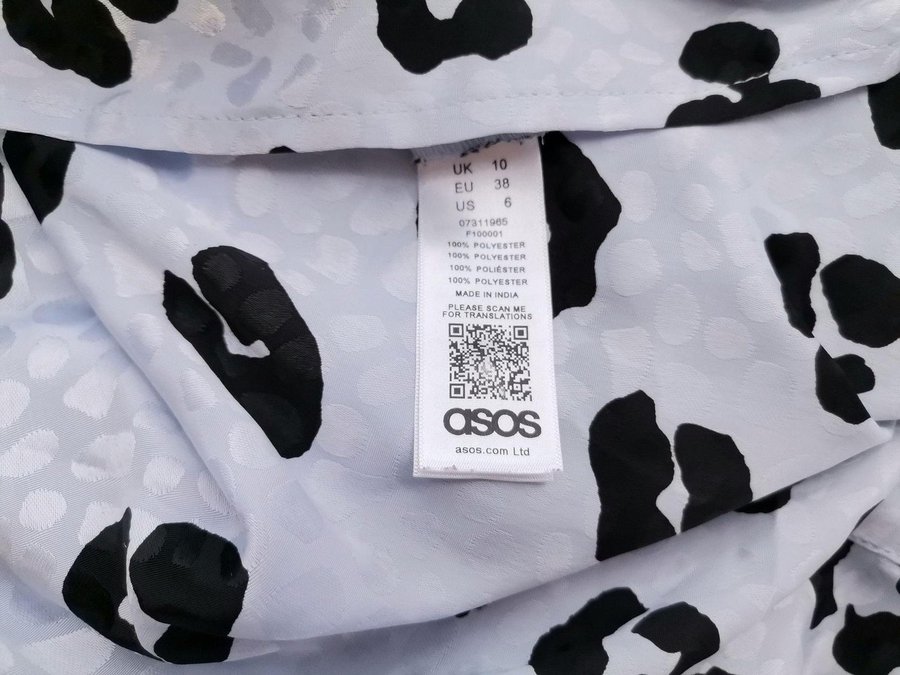 UK 10
EU 38
US 6
07311965
F100001
100% POLYESTER
100% POLYESTER
100% POLIÉSTER
100% POLYESTER
MADE IN INDIA
PLEASE SCAN ME
FOR TRANSLATIONS
asos
asos.com Ltd